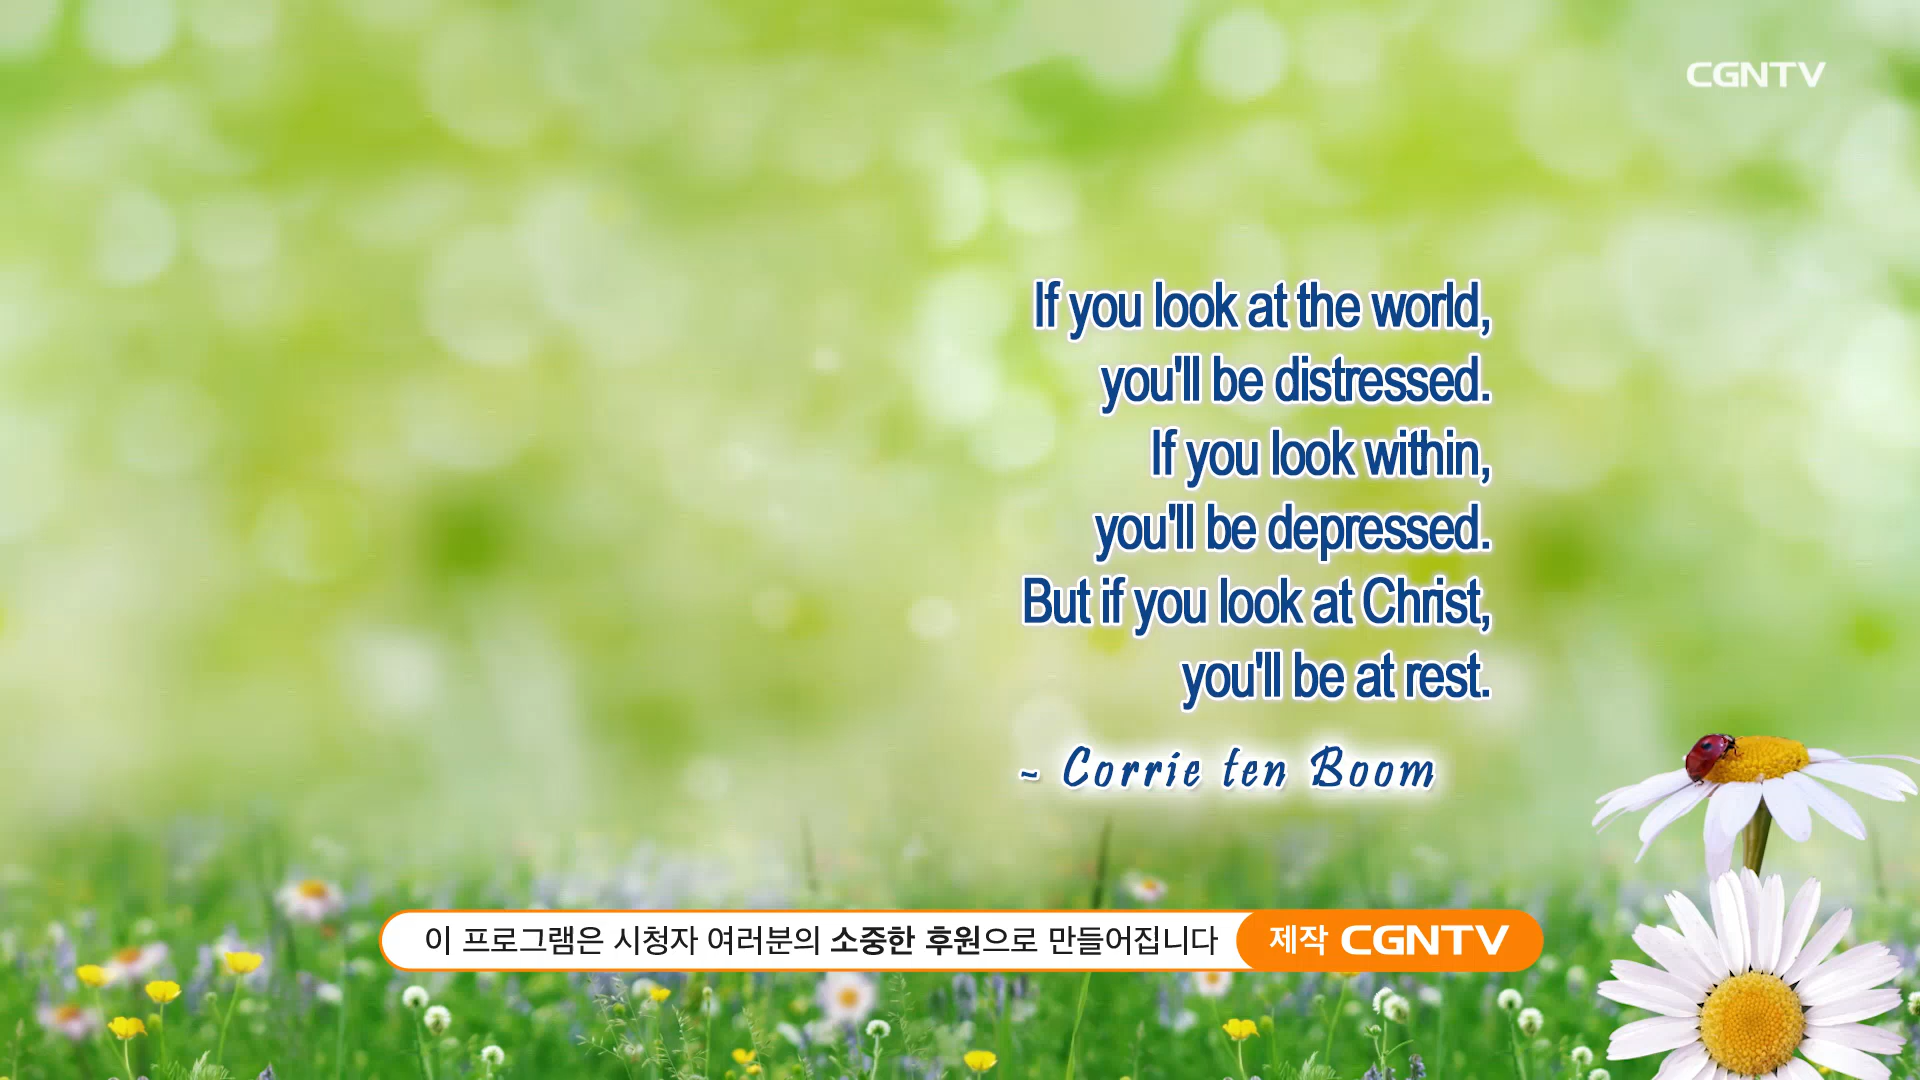 CGNTV
If you look at the world,
you'll be distressed.
If you look within,
you'll be depressed.
But if you look at Christ,
you'll be at rest.
~ Corrie ten Boom
이 프로그램은 시청자 여러분의 소중한 후원으로 만들어집니다 제작 CGNTV